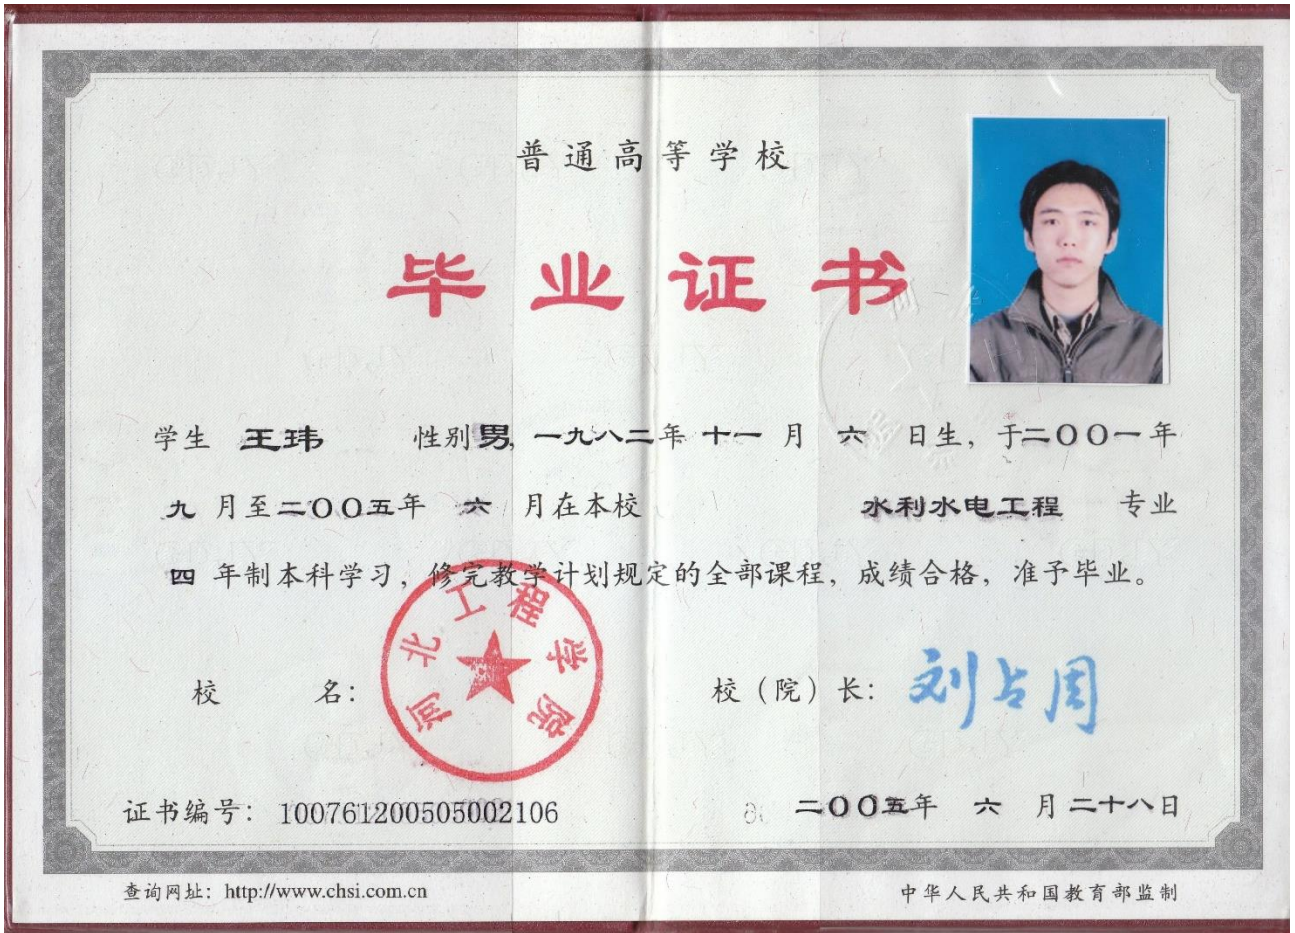 普通高等学校
毕业证书
学生 王玮 性别 男, 一九八二年 十一 月 六 日生, 于二〇〇一年
九 月至二〇〇五年 六 月在本校 水利水电工程 专业
四 年制本科学习, 修完教学计划规定的全部课程, 成绩合格, 准予毕业。
河北工程学院
校 名: 校(院)长: 刘占周
证书编号: 100761200505002106 二〇〇五年 六 月二十八日
查询网址: http://www.chsi.com.cn 中华人民共和国教育部监制